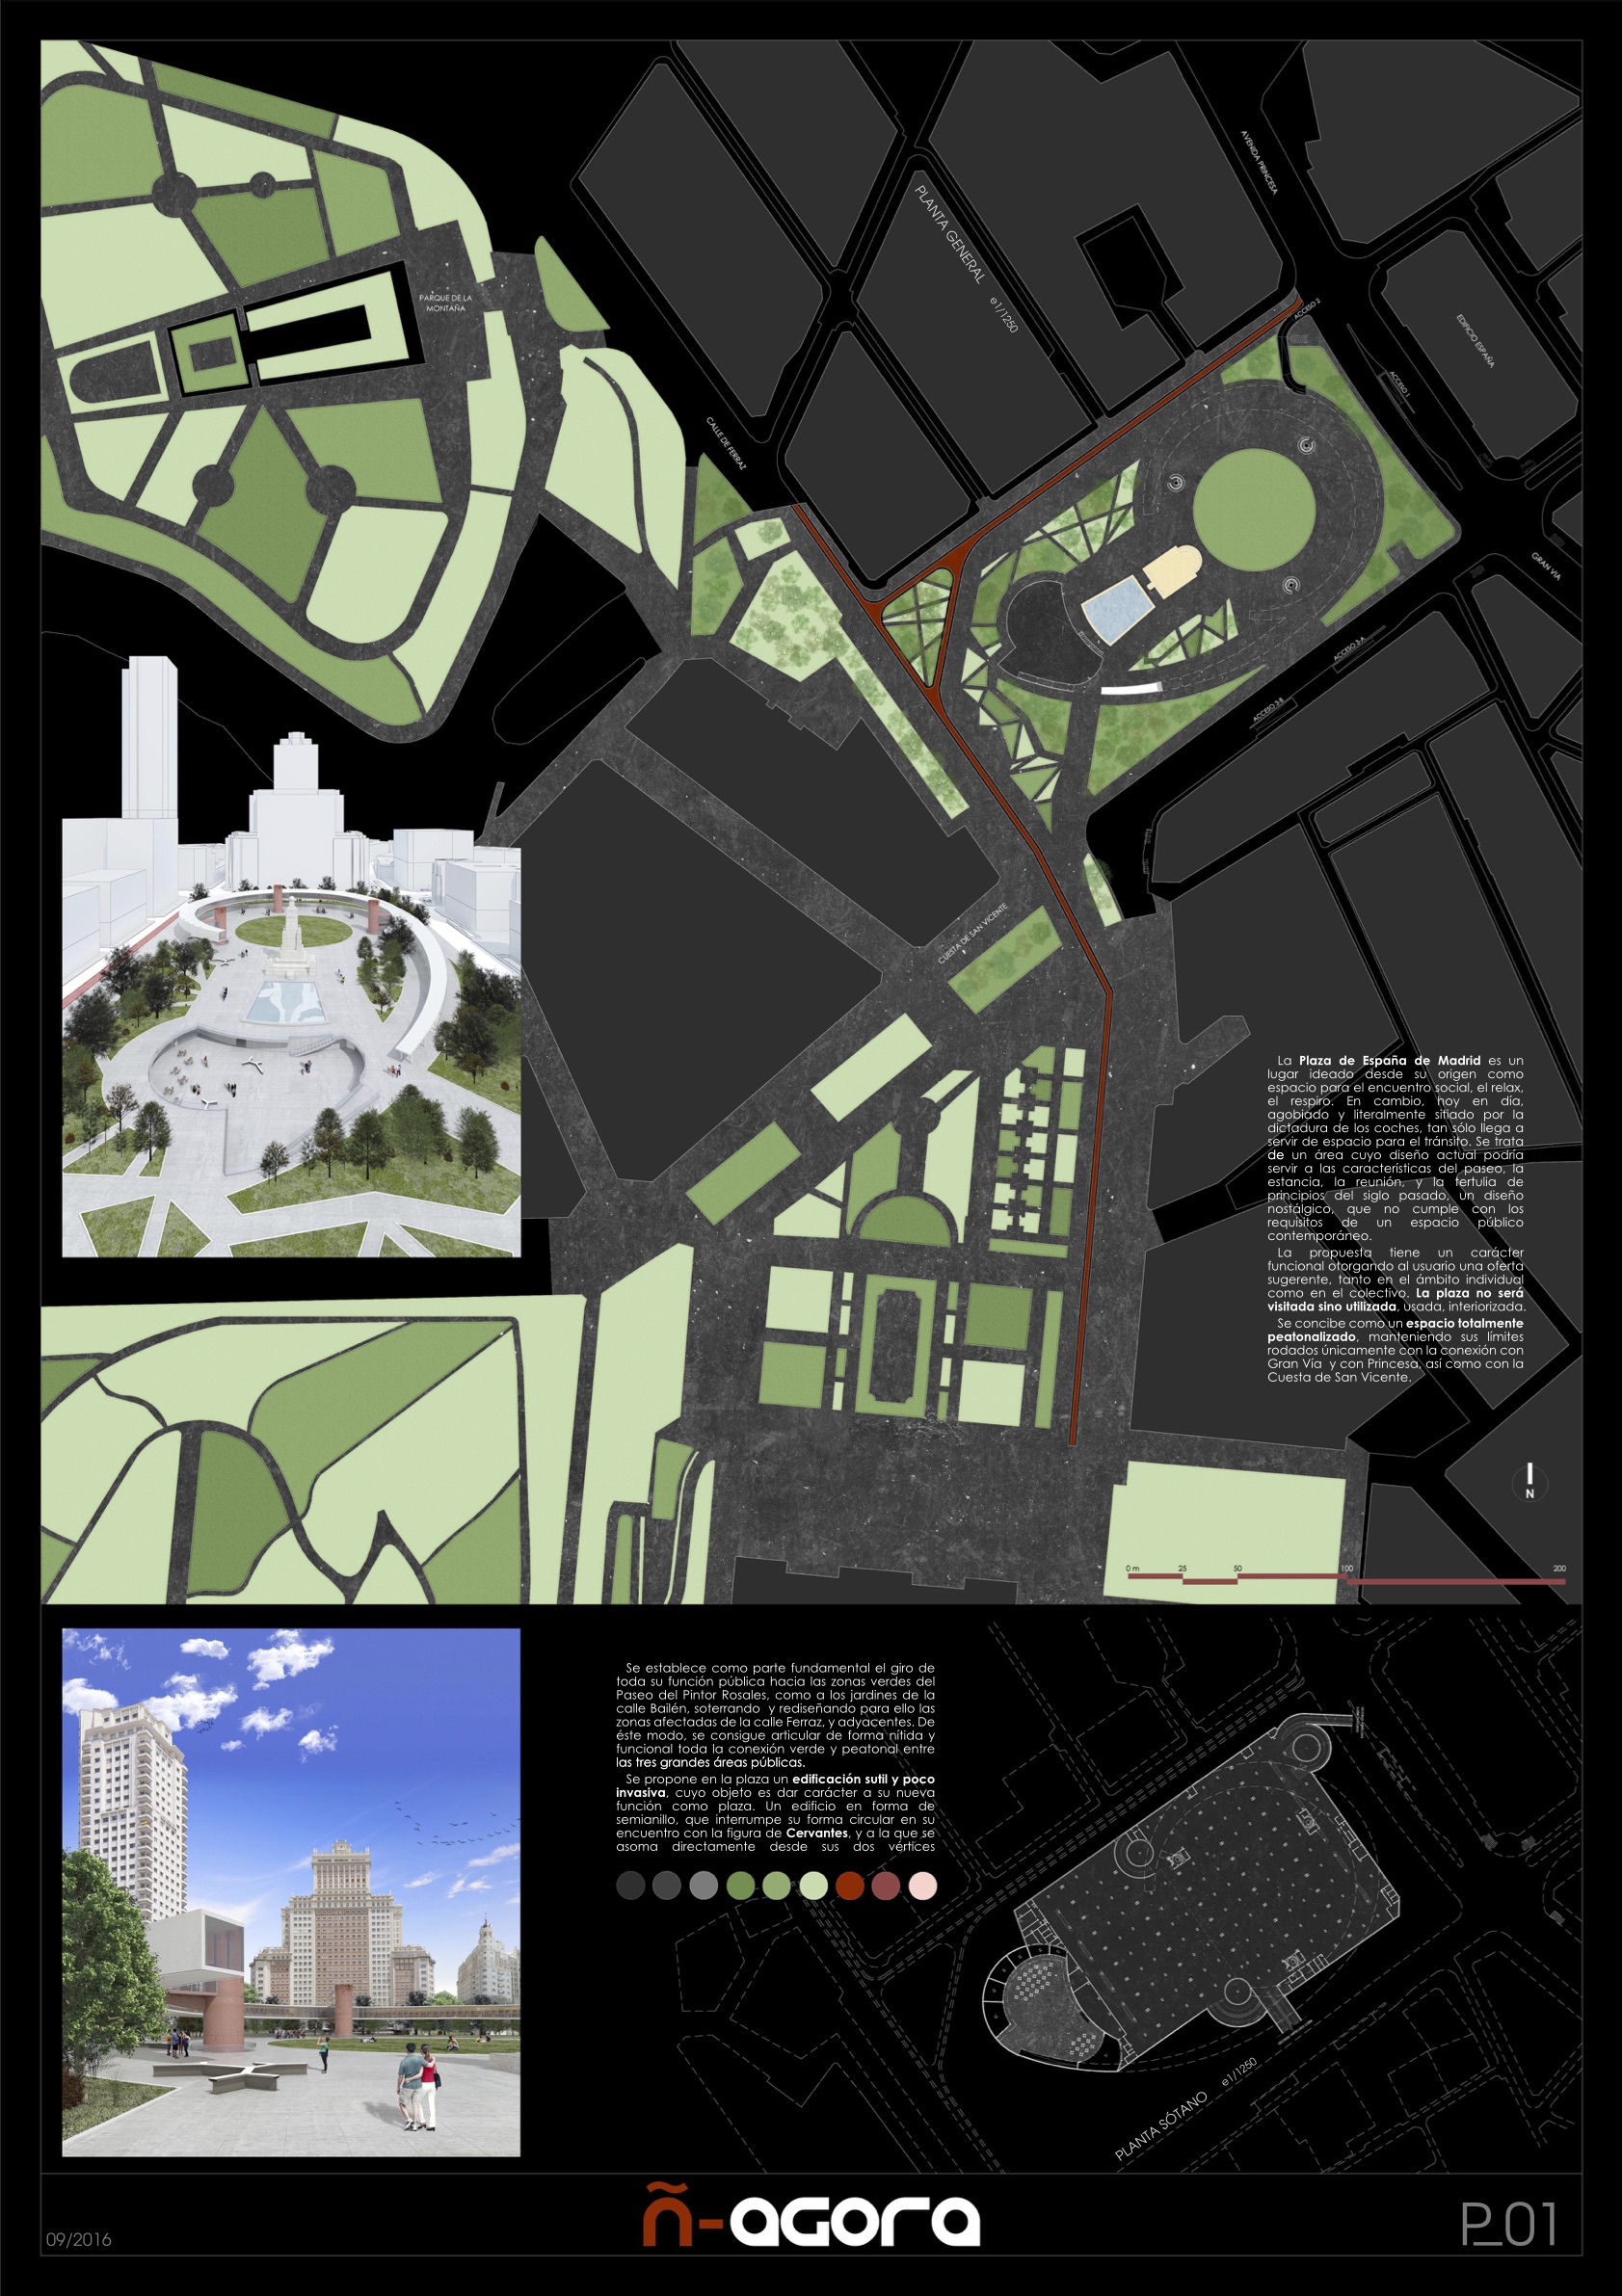 AVENIDA PRINCESA
PLANTA GENERAL e1/1250
PARQUE DE LA
MONTAÑA
ACCESO 2
EDIFICIO ESPAÑA
ACCESO 1
CALLE DE FERRAZ
GRAN VIA
ACCESO 3-A
ACCESO 3-B
CUESTA DE SAN VICENTE
La Plaza de España de Madrid es un
lugar ideado desde su origen como
espacio para el encuentro social, el relax,
el respiro. En cambio, hoy en día,
agobiado y literalmente sitiado por la
dictadura de los coches, tan sólo llega a
servir de espacio para el tránsito. Se trata
de un área cuyo diseño actual podría
servir a las características del paseo, la
estancia, la reunión, y la tertulia de
principios del siglo pasado, un diseño
nostálgico, que no cumple con los
requisitos de un espacio público
contemporáneo.
La propuesta tiene un carácter
funcional otorgando al usuario una oferta
sugerente, tanto en el ámbito individual
como en el colectivo. La plaza no será
visitada sino utilizada, usada, interiorizada.
Se concibe como un espacio totalmente
peatonalizado, manteniendo sus límites
rodados únicamente con la conexión con
Gran Vía y con Princesa, así como con la
Cuesta de San Vicente.
N
0 m 25 50 100 200
Se establece como parte fundamental el giro de
toda su función pública hacia las zonas verdes del
Paseo del Pintor Rosales, como a los jardines de la
calle Bailén, soterrando y rediseñando para ello las
zonas afectadas de la calle Ferraz, y adyacentes. De
éste modo, se consigue articular de forma nítida y
funcional toda la conexión verde y peatonal entre
las tres grandes áreas públicas.
Se propone en la plaza un edificación sutil y poco
invasiva, cuyo objeto es dar carácter a su nueva
función como plaza. Un edificio en forma de
semianillo, que interrumpe su forma circular en su
encuentro con la figura de Cervantes, y a la que se
asoma directamente desde sus dos vértices
PLANTA SÓTANO e1/1250
09/2016
ñ-agora
P_01